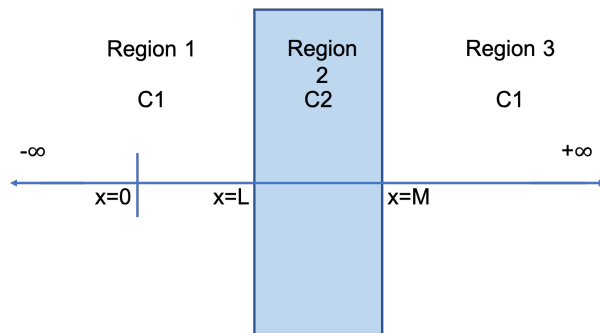 Region 1
Region
2
Region 3
C1
C2
C1
-∞
+∞
x=0
x=L
x=M